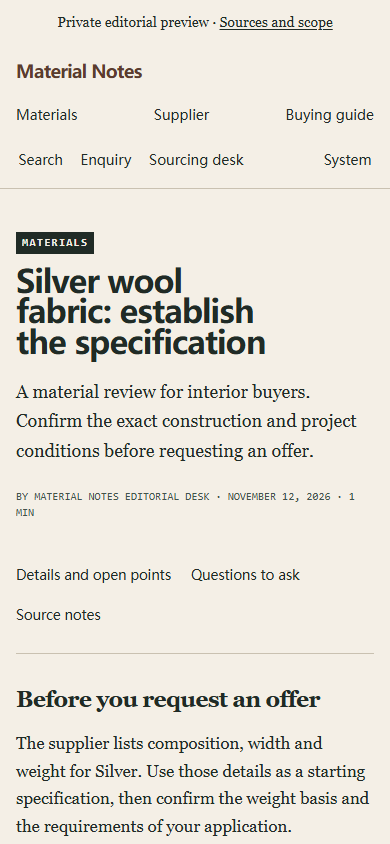 Private editorial preview · Sources and scope
Material Notes
Materials Supplier Buying guide
Search Enquiry Sourcing desk System
MATERIALS
Silver wool
fabric: establish
the specification
A material review for interior buyers.
Confirm the exact construction and project
conditions before requesting an offer.
BY MATERIAL NOTES EDITORIAL DESK · NOVEMBER 12, 2026 · 1
MIN
Details and open points Questions to ask
Source notes
Before you request an offer
The supplier lists composition, width and
weight for Silver. Use those details as a starting
specification, then confirm the weight basis and
the requirements of your application.